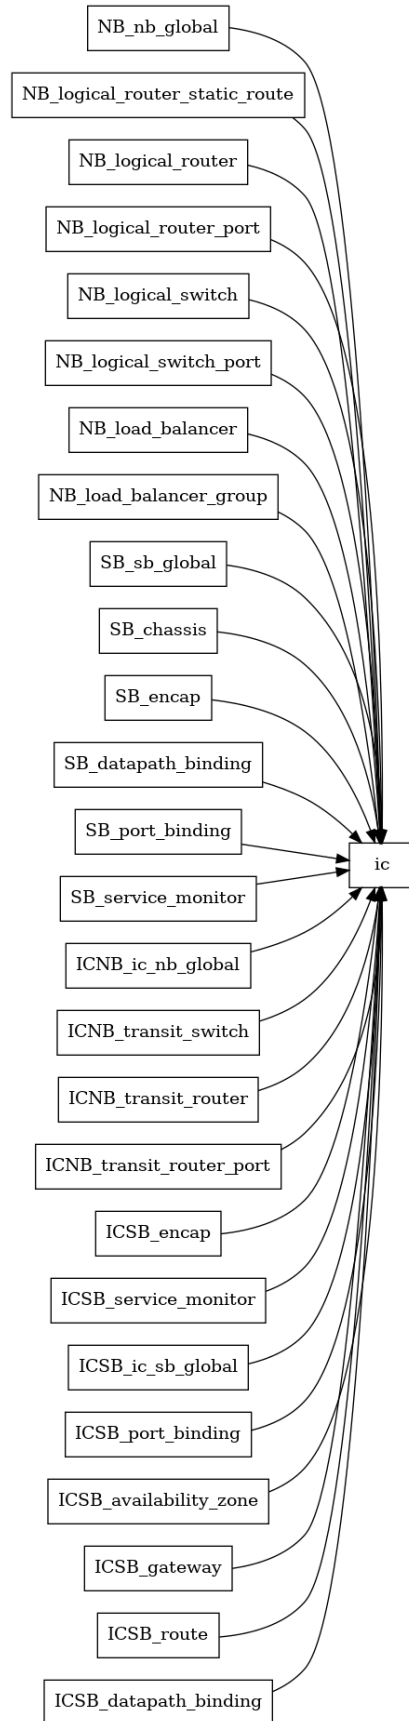 NB_nb_global
NB_logical_router_static_route
NB_logical_router
NB_logical_router_port
NB_logical_switch
NB_logical_switch_port
NB_load_balancer
NB_load_balancer_group
SB_sb_global
SB_chassis
SB_encap
SB_datapath_binding
SB_port_binding
ic
SB_service_monitor
ICNB_ic_nb_global
ICNB_transit_switch
ICNB_transit_router
ICNB_transit_router_port
ICSB_encap
ICSB_service_monitor
ICSB_ic_sb_global
ICSB_port_binding
ICSB_availability_zone
ICSB_gateway
ICSB_route
ICSB_datapath_binding